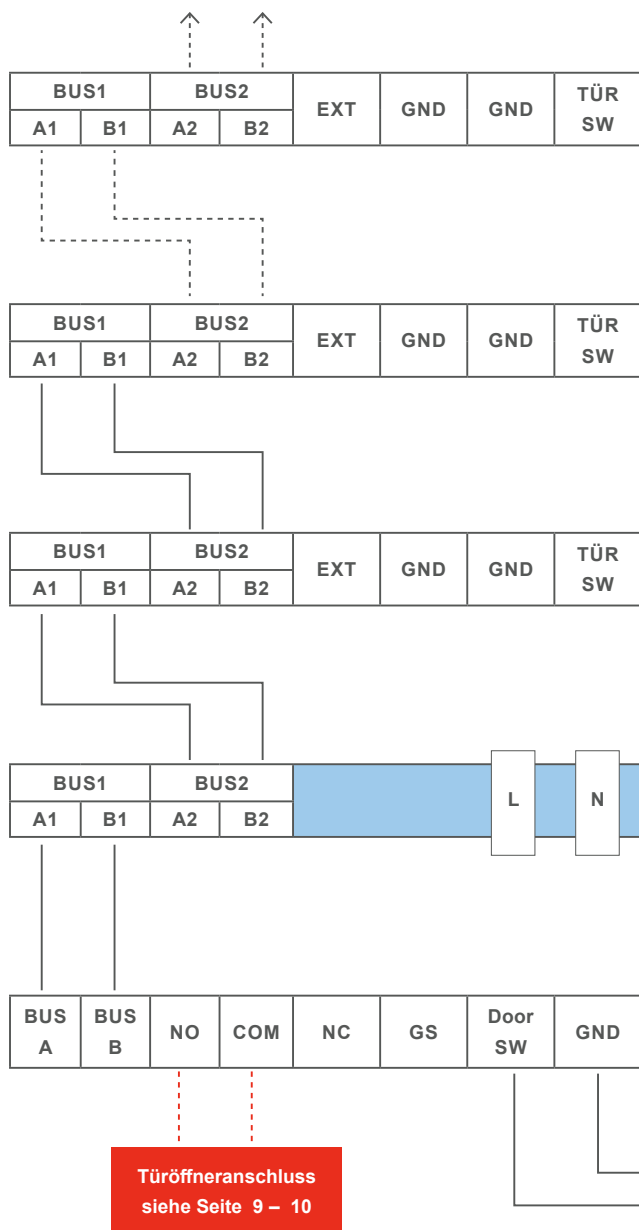 BUS1 BUS2 EXT GND GND TÜR SW
A1 B1 A2 B2
BUS1 BUS2 EXT GND GND TÜR SW
A1 B1 A2 B2
BUS1 BUS2 EXT GND GND TÜR SW
A1 B1 A2 B2
BUS1 BUS2 L N
A1 B1 A2 B2
BUS A BUS B NO COM NC GS Door SW GND
Türöffneranschluss
siehe Seite 9 – 10